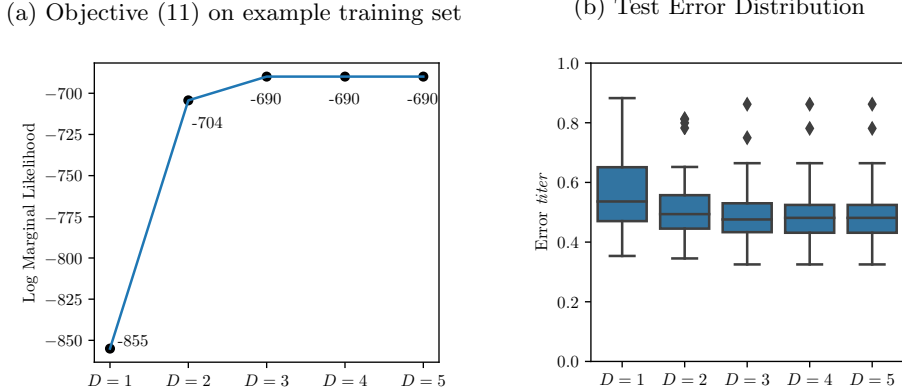 (a) Objective (11) on example training set
(b) Test Error Distribution
Log Marginal Likelihood
−700
−725
−750
−775
−800
−825
−850
-855
-704
-690
-690
-690
D = 1
D = 2
D = 3
D = 4
D = 5
Error titer
1.0
0.8
0.6
0.4
0.2
0.0
D = 1
D = 2
D = 3
D = 4
D = 5